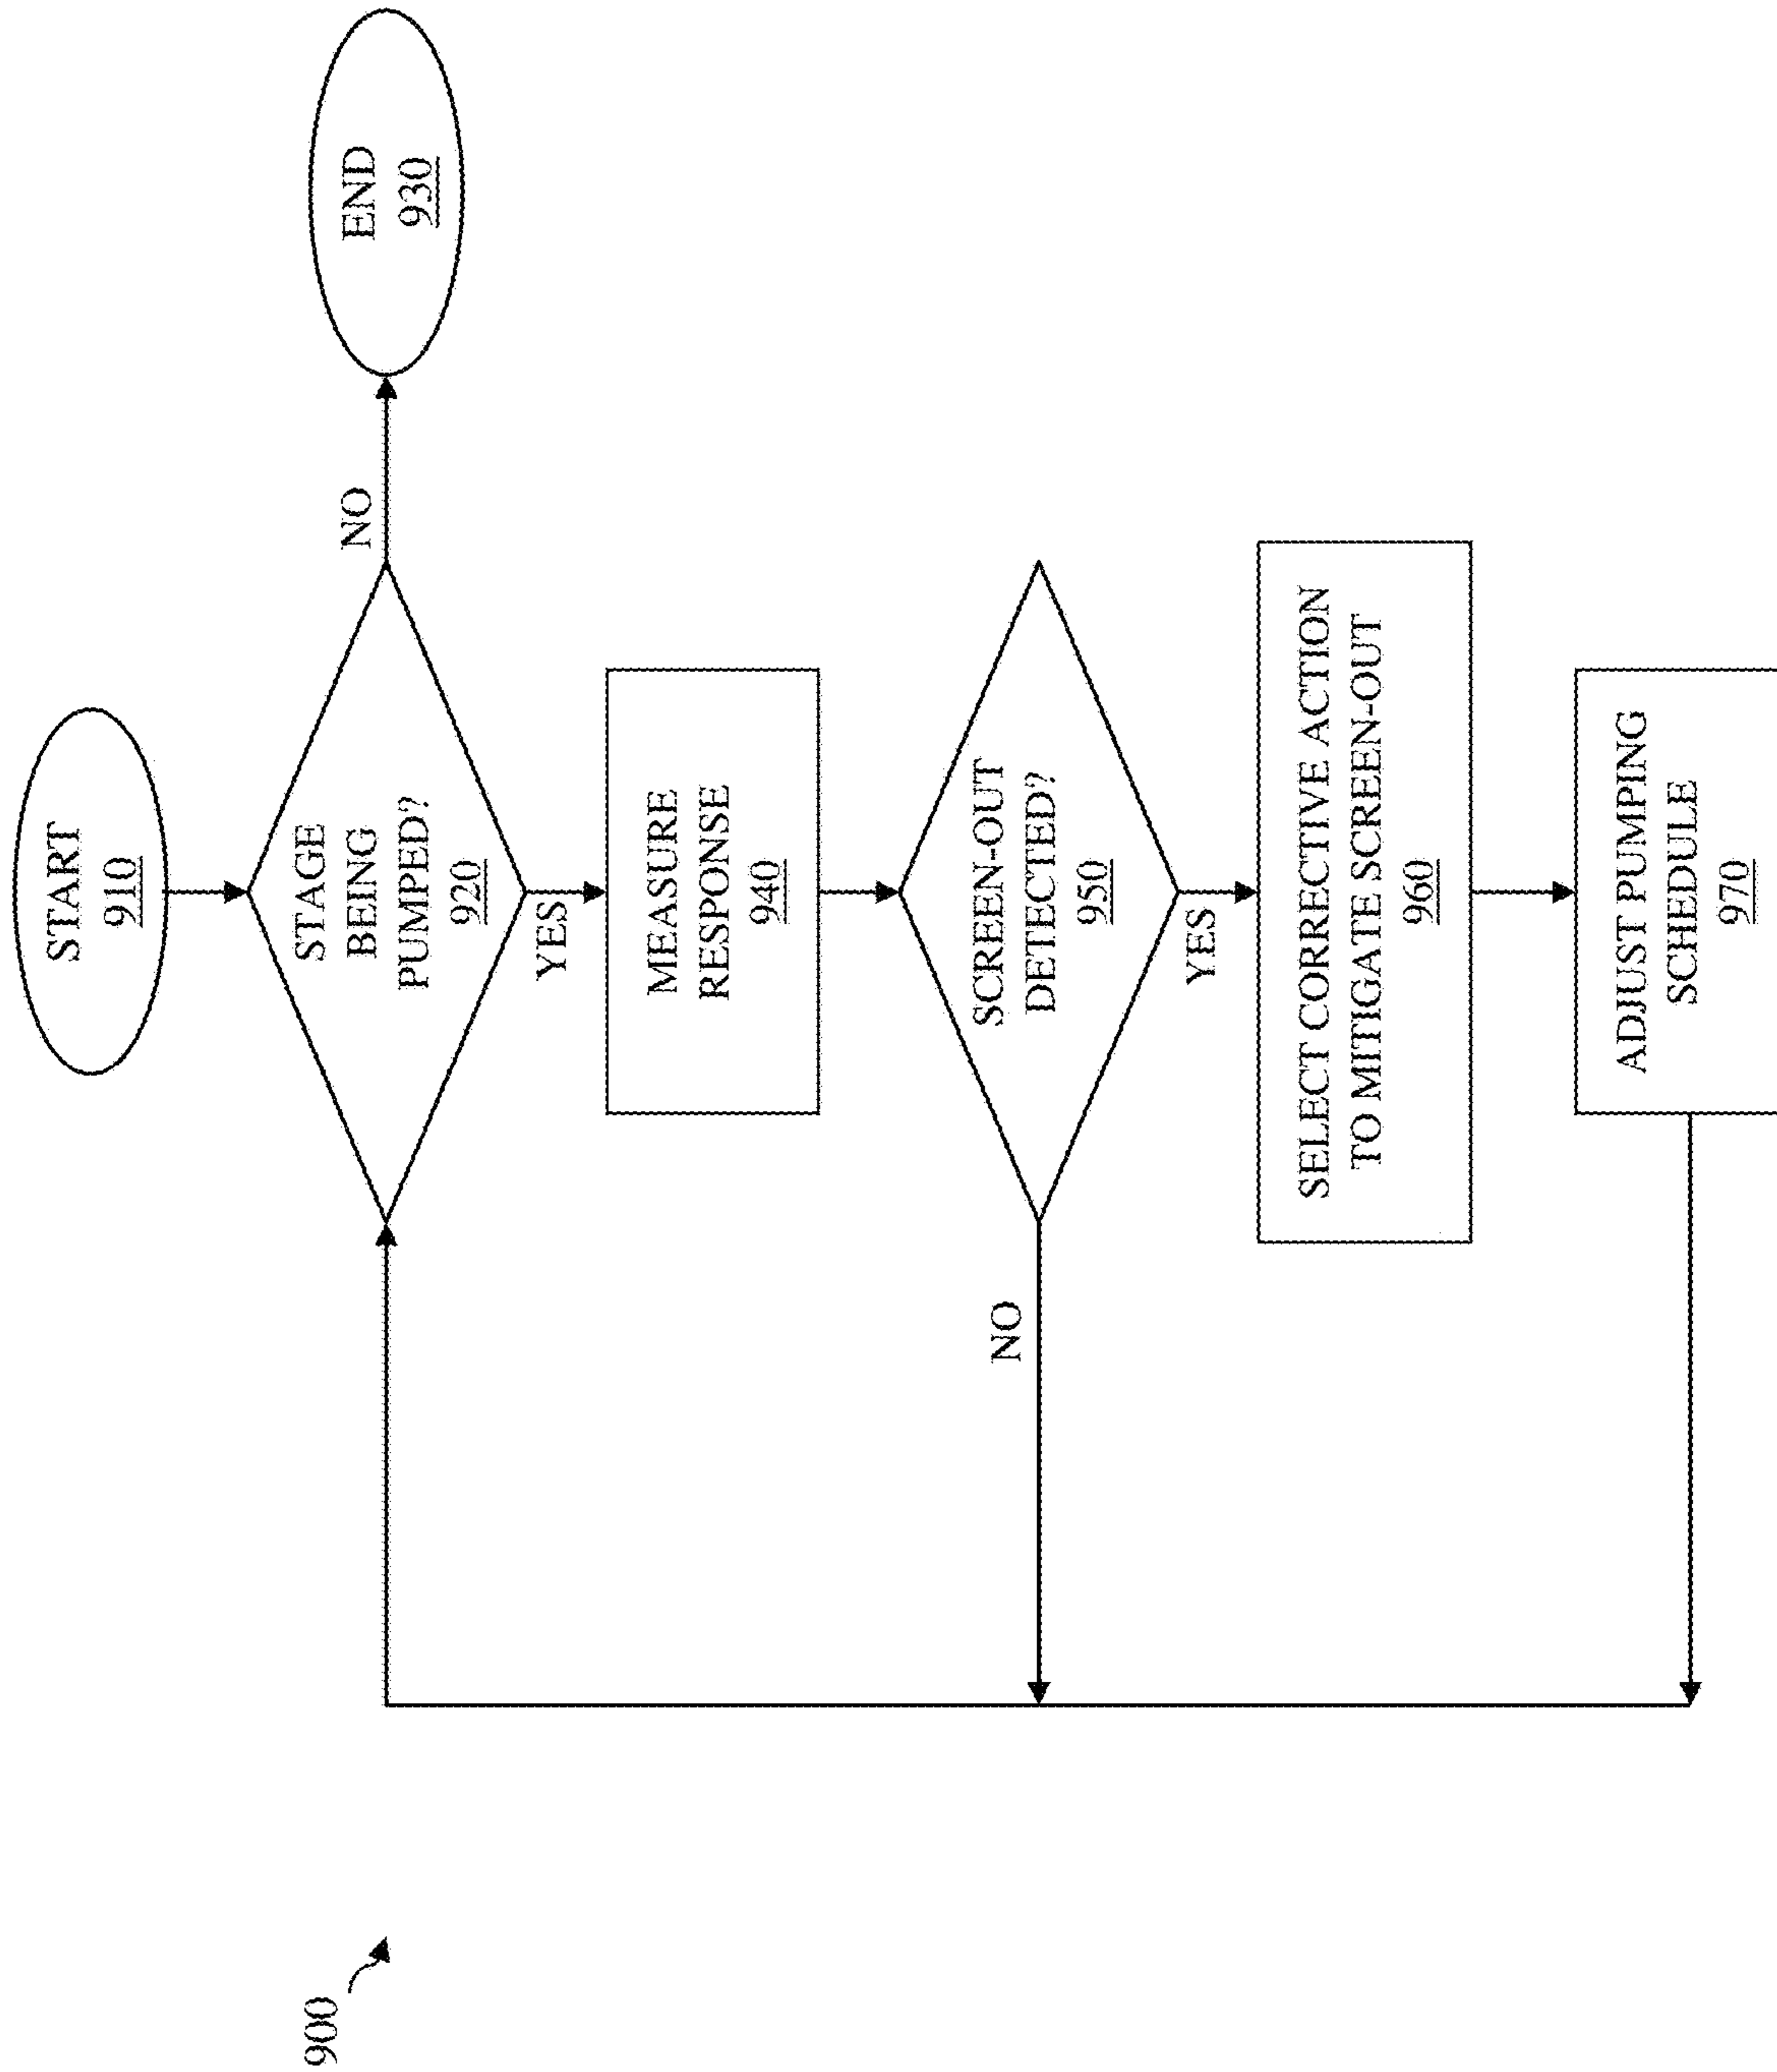 900
START
910
STAGE
BEING
PUMPED?
920
NO
END
930
YES
MEASURE
RESPONSE
940
SCREEN-OUT
DETECTED?
950
NO
YES
SELECT CORRECTIVE ACTION
TO MITIGATE SCREEN-OUT
960
ADJUST PUMPING
SCHEDULE
970